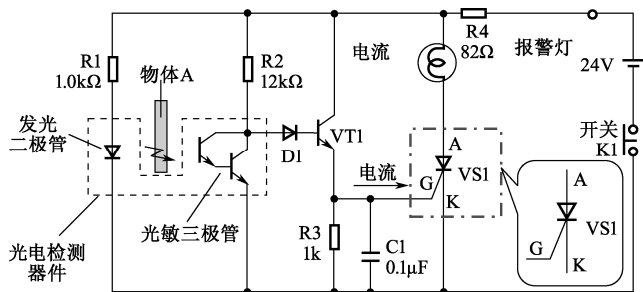 R1
1.0kΩ
物体A
R2
12kΩ
电流
R4
82Ω
报警灯
24V
发光
二极管
D1
VT1
开关
K1
A
VS1
G
K
电流
A
VS1
G
K
光敏三极管
光电检测
器件
R3
1k
C1
0.1μF